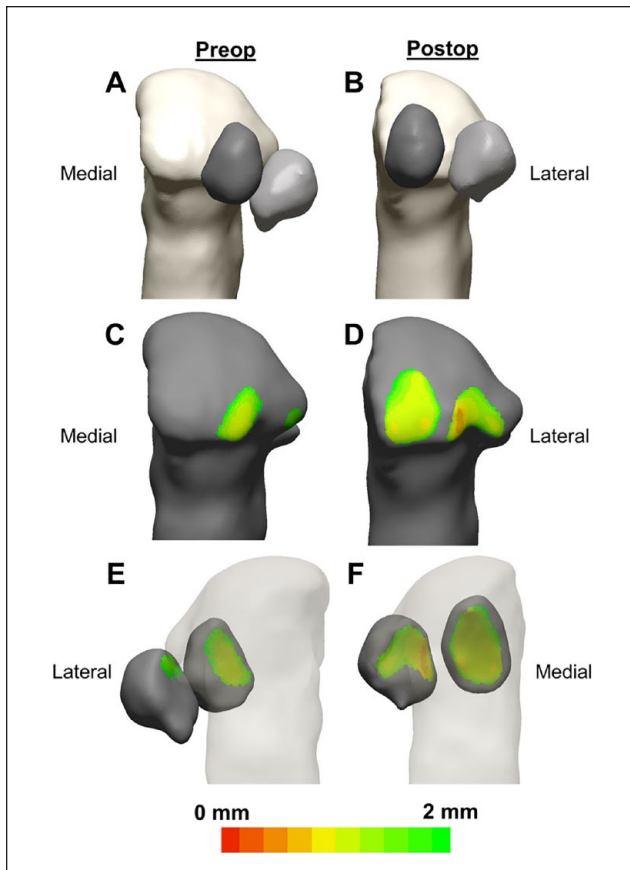 Preop Postop
A B
Medial Lateral
C D
Medial Lateral
E F
Lateral Medial
0 mm 2 mm